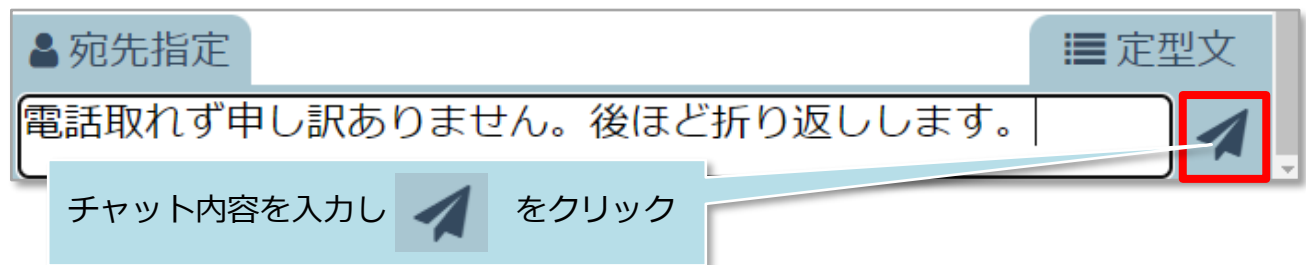 宛先指定
定型文
電話取れず申し訳ありません。後ほど折り返しします。
チャット内容を入力し をクリック